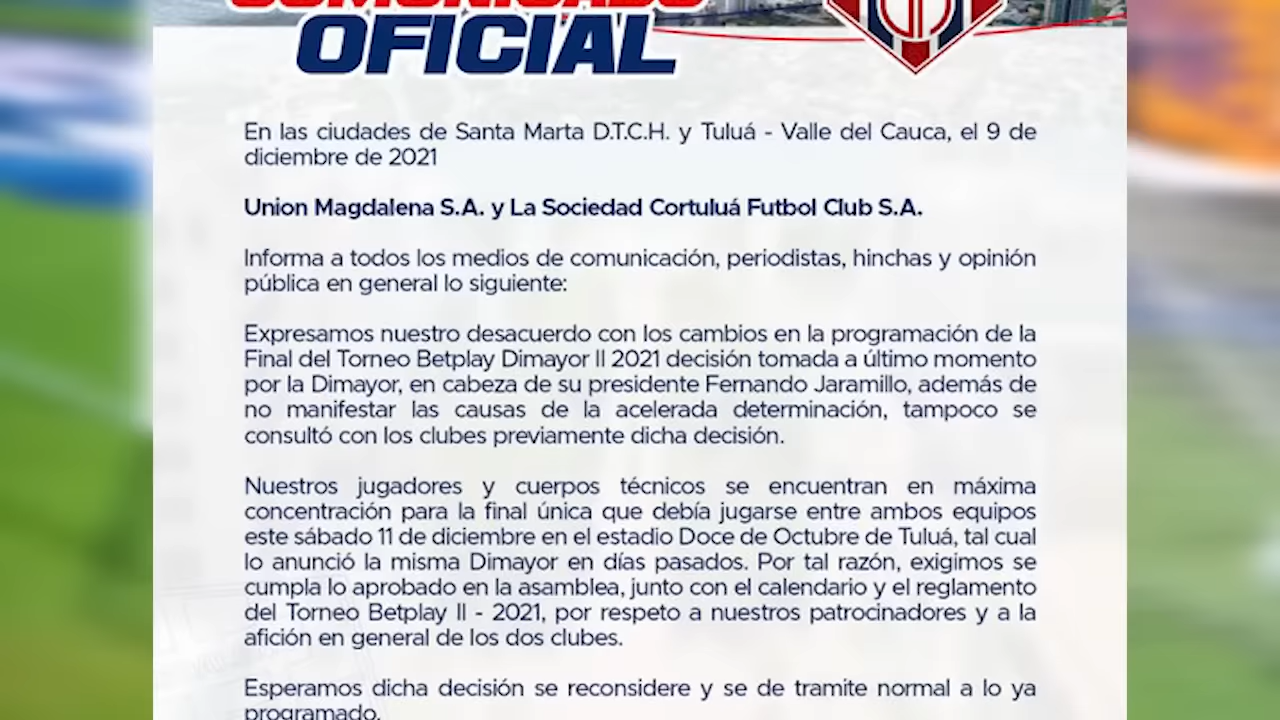 COMUNICADO
OFICIAL
En las ciudades de Santa Marta D.T.C.H. y Tuluá - Valle del Cauca, el 9 de
diciembre de 2021
Union Magdalena S.A. y La Sociedad Cortuluá Futbol Club S.A.
Informa a todos los medios de comunicación, periodistas, hinchas y opinión
pública en general lo siguiente:
Expresamos nuestro desacuerdo con los cambios en la programación de la
Final del Torneo Betplay Dimayor II 2021 decisión tomada a último momento
por la Dimayor, en cabeza de su presidente Fernando Jaramillo, además de
no manifestar las causas de la acelerada determinación, tampoco se
consultó con los clubes previamente dicha decisión.
Nuestros jugadores y cuerpos técnicos se encuentran en máxima
concentración para la final única que debía jugarse entre ambos equipos
este sábado 11 de diciembre en el estadio Doce de Octubre de Tuluá, tal cual
lo anunció la misma Dimayor en días pasados. Por tal razón, exigimos se
cumpla lo aprobado en la asamblea, junto con el calendario y el reglamento
del Torneo Betplay II - 2021, por respeto a nuestros patrocinadores y a la
afición en general de los dos clubes.
Esperamos dicha decisión se reconsidere y se de tramite normal a lo ya
programado.